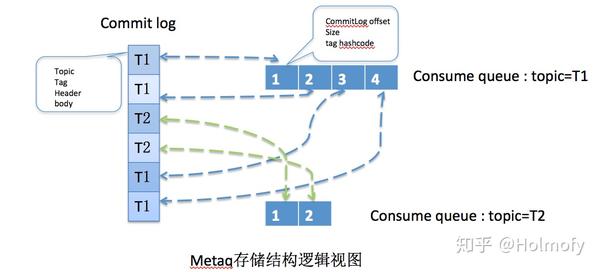 Commit log
CommitLog offset
Size
tag hashcode
Topic
Tag
Header
body
T1
T1
T2
T2
T1
T1
1 2 3 4
Consume queue : topic=T1
1 2
Consume queue : topic=T2
Metaq存储结构逻辑视图
知乎 @Holmofy